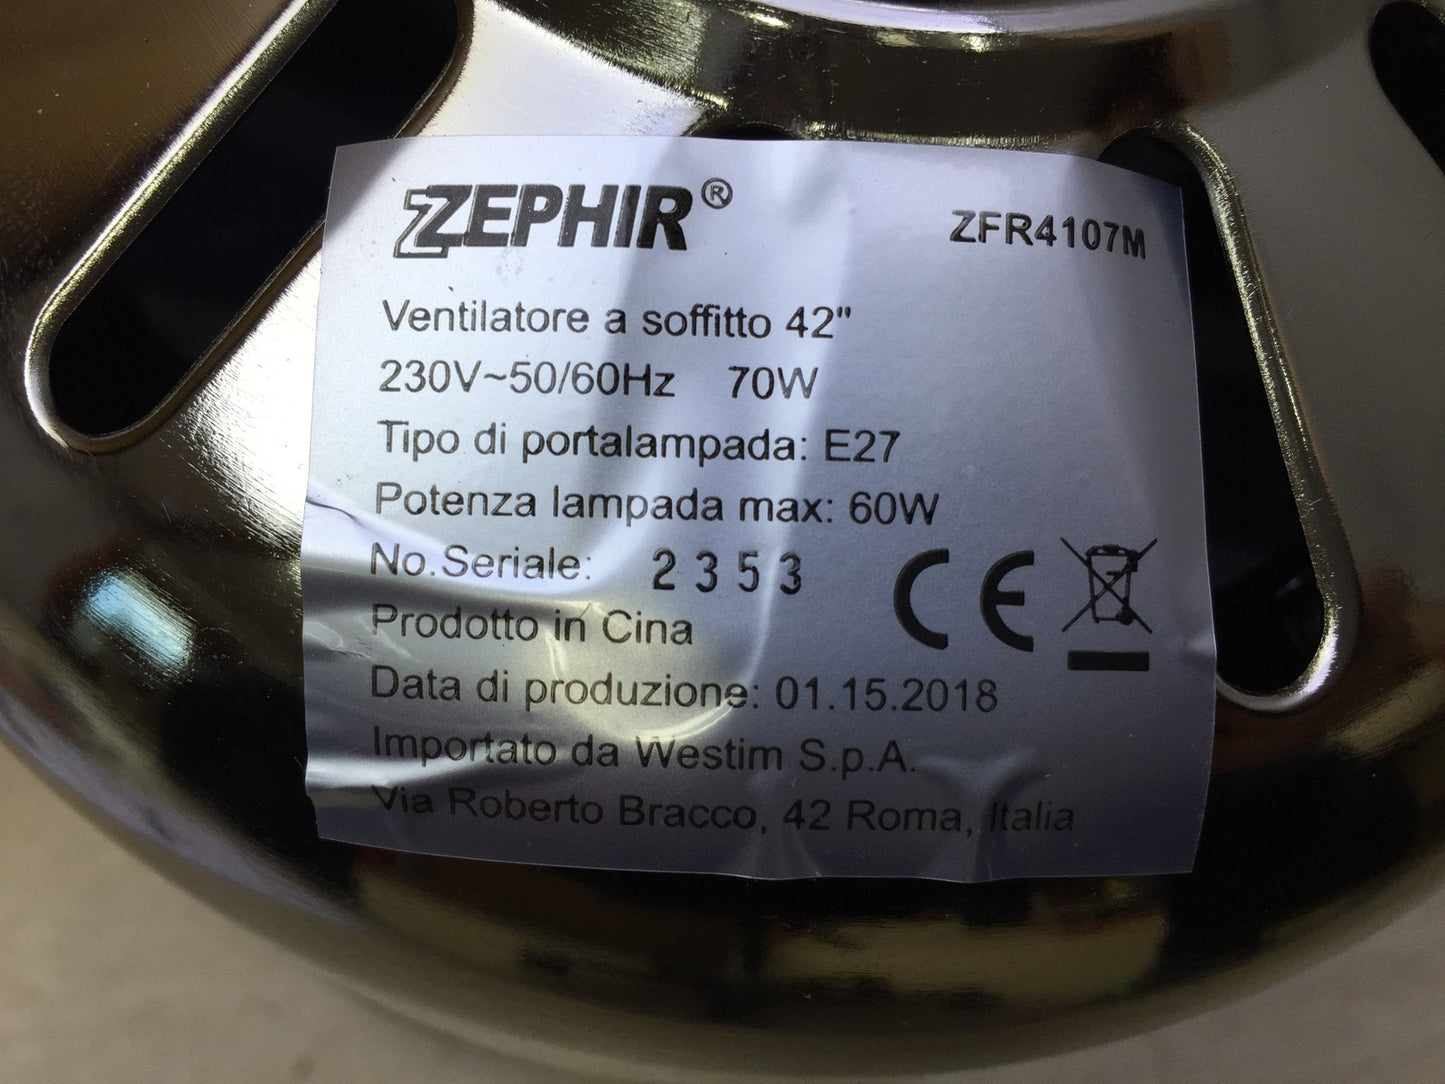 ZEPHIR® ZFR4107M
Ventilatore a soffitto 42"
230V~50/60Hz 70W
Tipo di portalampada: E27
Potenza lampada max: 60W
No.Seriale: 2353
CE
Prodotto in Cina
Data di produzione: 01.15.2018
Importato da Westim S.p.A.
Via Roberto Bracco, 42 Roma, Italia